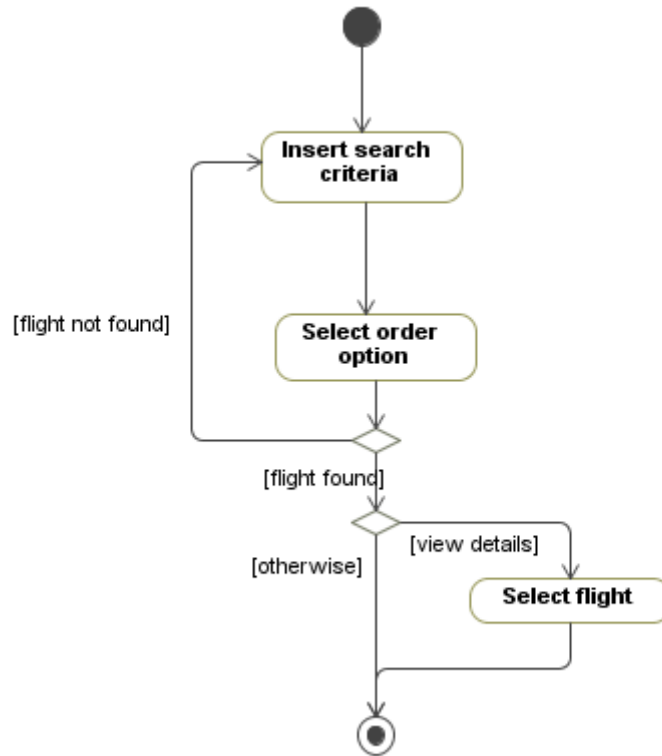 Insert search
criteria
[flight not found]
Select order
option
[flight found]
[view details]
[otherwise]
Select flight